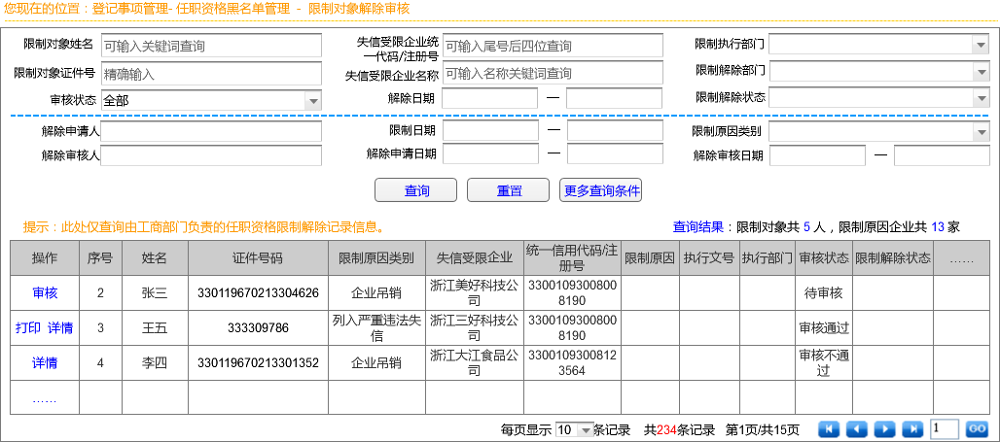 您现在的位置：登记事项管理- 任职资格黑名单管理 - 限制对象解除审核
限制对象姓名 可输入关键词查询 失信受限企业统一代码/注册号 可输入尾号后四位查询 限制执行部门
限制对象证件号 精确输入 失信受限企业名称 可输入名称关键词查询 限制解除部门
审核状态 全部 解除日期 — 限制解除状态
解除申请人 限制日期 — 限制原因类别
解除审核人 解除申请日期 — 解除审核日期 —
查询 重置 更多查询条件
提示：此处仅查询由工商部门负责的任职资格限制解除记录信息。 查询结果：限制对象共 5 人，限制原因企业共 13 家
操作 序号 姓名 证件号码 限制原因类别 失信受限企业 统一信用代码/注册号 限制原因 执行文号 执行部门 审核状态 限制解除状态 ……
审核 2 张三 330119670213304626 企业吊销 浙江美好科技公司 33001093008008190 待审核
打印 详情 3 王五 333309786 列入严重违法失信 浙江三好科技公司 33001093008008190 审核通过
详情 4 李四 330119670213301352 企业吊销 浙江大江食品公司 33001093008123564 审核不通过
……
每页显示 10 条记录 共234条记录 第1页/共15页 1 GO